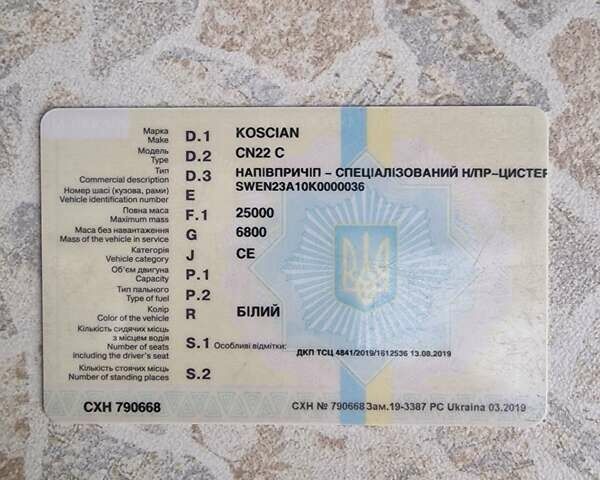 Марка D.1 KOSCIAN
Make
Модель D.2 CN22 C
Type
Тип D.3 НАПІВПРИЧІП – СПЕЦІАЛІЗОВАНИЙ Н/ПР-ЦИСТЕР
Commercial description
Номер шасі (кузова, рами) E SWEN23A10K0000036
Vehicle identification number
Повна маса F.1 25000
Maximum mass
Маса без навантаження G 6800
Mass of the vehicle in service
Категорія J CE
Vehicle category
Об'єм двигуна P.1
Capacity
Тип пального P.2
Type of fuel
Колір R БІЛИЙ
Color of the vehicle
Кількість сидячих місць
з місцем водія S.1 Особливі відмітки: ДКП ТСЦ 4841/2019/1612536 13.08.2019
Number of seats
including the driver's seat
Кількість стоячих місць S.2
Number of standing places
СХН 790668 СХН № 790668 Зам.19-3387 PC Ukraina 03.2019